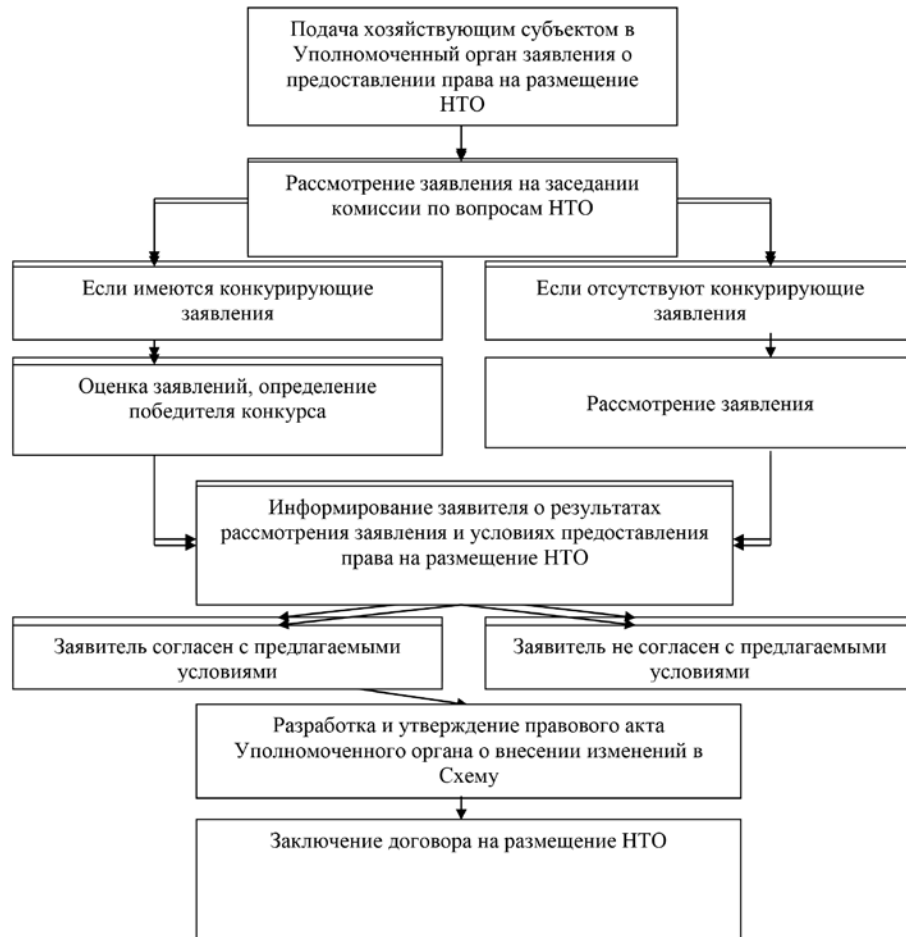 Подача хозяйствующим субъектом в
Уполномоченный орган заявления о
предоставлении права на размещение
НТО
Рассмотрение заявления на заседании
комиссии по вопросам НТО
Если имеются конкурирующие
заявления
Если отсутствуют конкурирующие
заявления
Оценка заявлений, определение
победителя конкурса
Рассмотрение заявления
Информирование заявителя о результатах
рассмотрения заявления и условиях предоставления
права на размещение НТО
Заявитель согласен с предлагаемыми
условиями
Заявитель не согласен с предлагаемыми
условиями
Разработка и утверждение правового акта
Уполномоченного органа о внесении изменений в
Схему
Заключение договора на размещение НТО